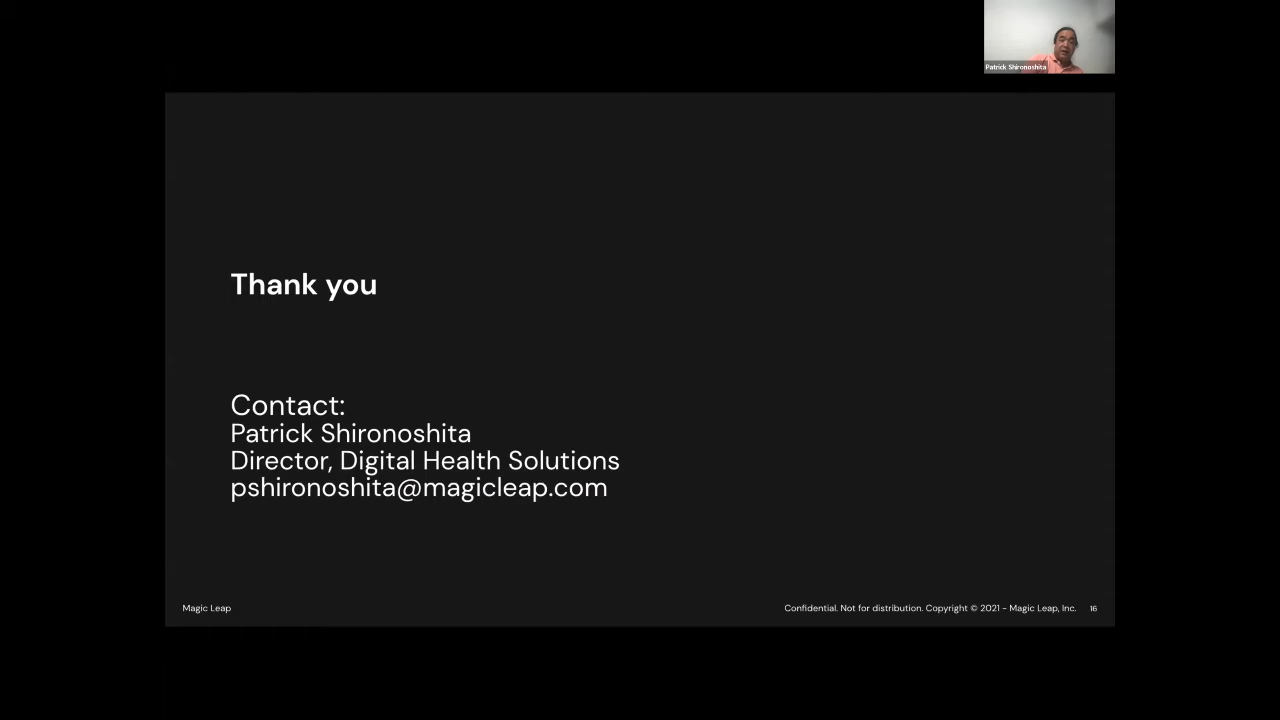 Patrick Shironoshita
Thank you
Contact:
Patrick Shironoshita
Director, Digital Health Solutions
pshironoshita@magicleap.com
Magic Leap
Confidential. Not for distribution. Copyright © 2021 - Magic Leap, Inc. 16